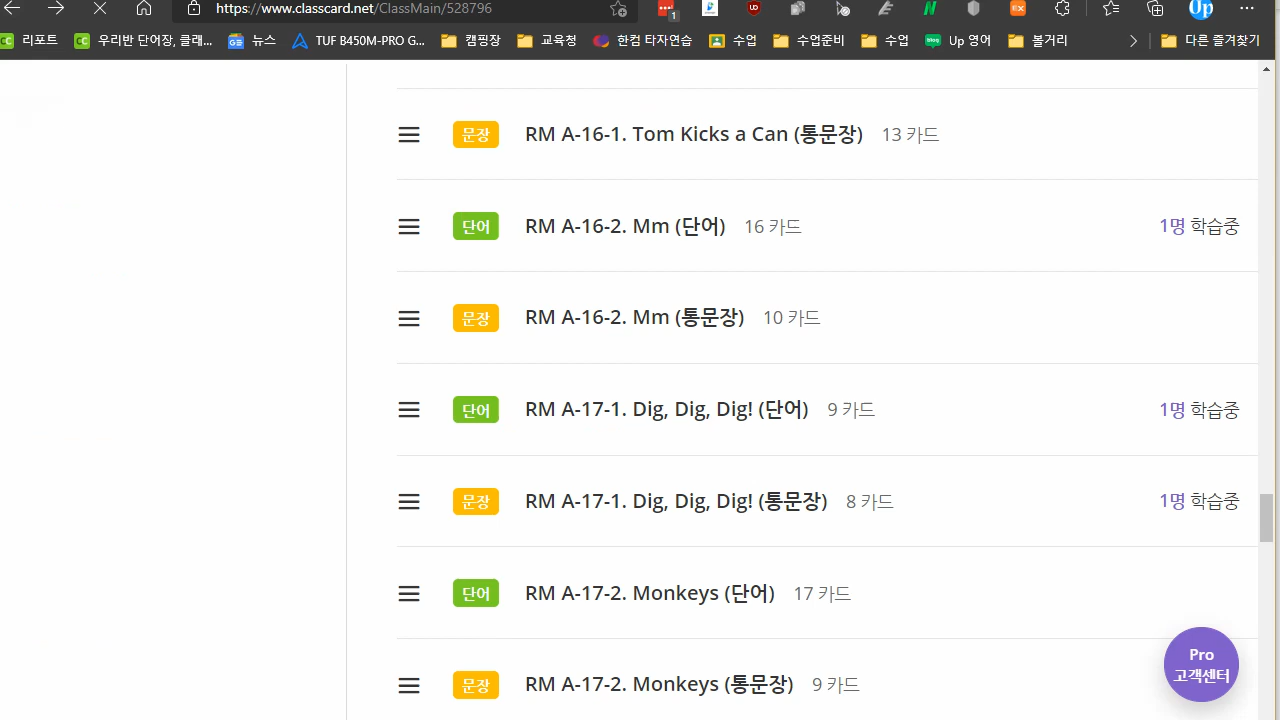 https://www.classcard.net/ClassMain/528796
1
UD
EX
Up
리포트 우리반 단어장, 클래... GE 뉴스 TUF B450M-PRO G... 캠핑장 교육청 한컴 타자연습 수업 수업준비 수업 blog Up 영어 볼거리 다른 즐겨찾기
문장 RM A-16-1. Tom Kicks a Can (통문장) 13 카드
단어 RM A-16-2. Mm (단어) 16 카드 1명 학습중
문장 RM A-16-2. Mm (통문장) 10 카드
단어 RM A-17-1. Dig, Dig, Dig! (단어) 9 카드 1명 학습중
문장 RM A-17-1. Dig, Dig, Dig! (통문장) 8 카드 1명 학습중
단어 RM A-17-2. Monkeys (단어) 17 카드
문장 RM A-17-2. Monkeys (통문장) 9 카드
Pro
고객센터